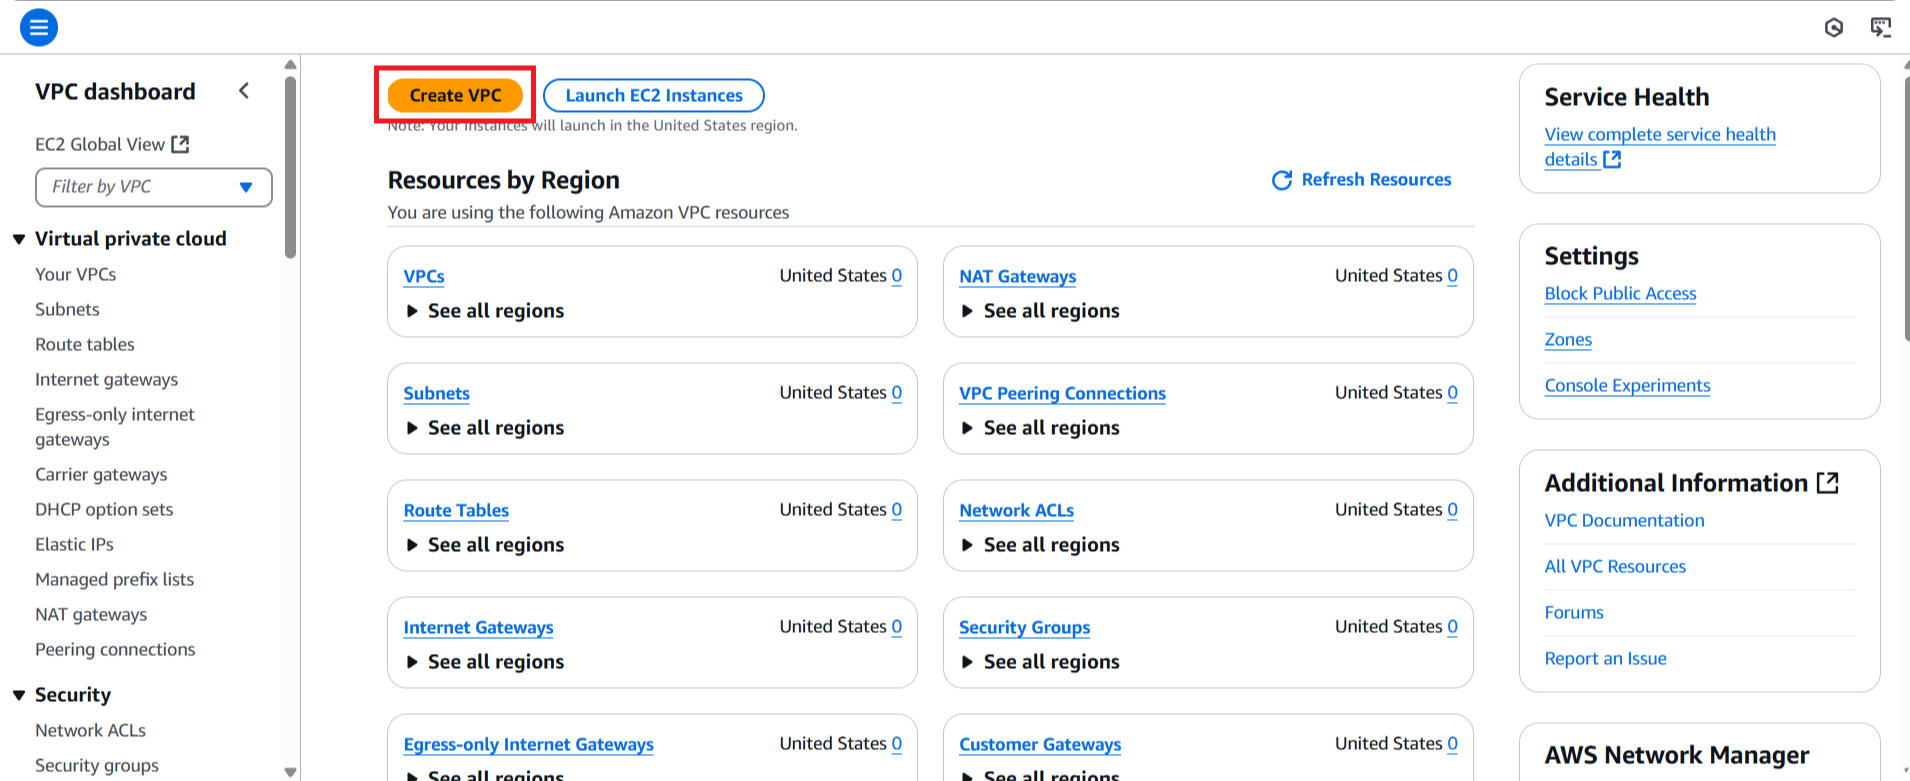 VPC dashboard
EC2 Global View
Filter by VPC
Virtual private cloud
Your VPCs
Subnets
Route tables
Internet gateways
Egress-only internet
gateways
Carrier gateways
DHCP option sets
Elastic IPs
Managed prefix lists
NAT gateways
Peering connections
Security
Network ACLs
Security groups
Create VPC
Launch EC2 Instances
Note: Your Instances will launch in the United States region.
Resources by Region
Refresh Resources
You are using the following Amazon VPC resources
VPCs United States 0
See all regions
NAT Gateways United States 0
See all regions
Subnets United States 0
See all regions
VPC Peering Connections United States 0
See all regions
Route Tables United States 0
See all regions
Network ACLs United States 0
See all regions
Internet Gateways United States 0
See all regions
Security Groups United States 0
See all regions
Egress-only Internet Gateways United States 0
See all regions
Customer Gateways United States 0
See all regions
Service Health
View complete service health
details
Settings
Block Public Access
Zones
Console Experiments
Additional Information
VPC Documentation
All VPC Resources
Forums
Report an Issue
AWS Network Manager